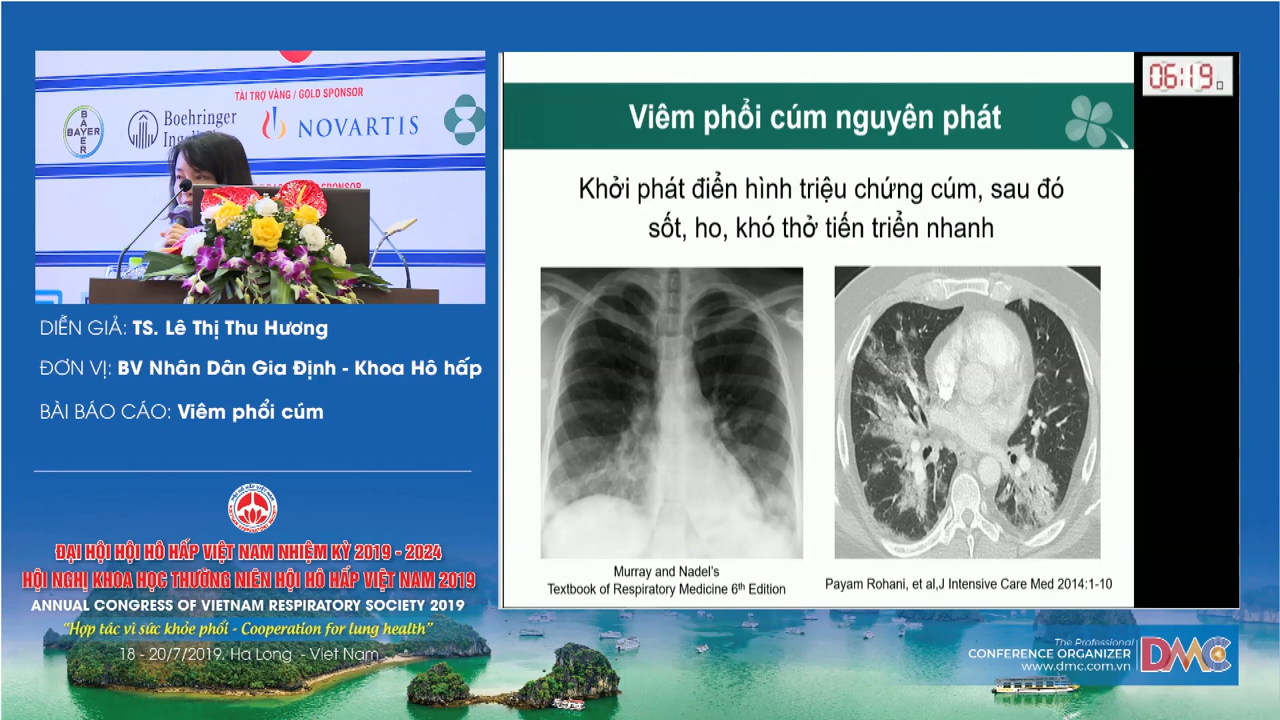 TÀI TRỢ VÀNG / GOLD SPONSOR
BAYER
BAYER
Boehringer
NOVARTIS
SPONSOR
DIỄN GIẢ: TS. Lê Thị Thu Hương
ĐƠN VỊ: BV Nhân Dân Gia Định - Khoa Hô hấp
BÀI BÁO CÁO: Viêm phổi cúm
ĐẠI HỘI HỘI HÔ HẤP VIỆT NAM NHIỆM KỲ 2019 - 2024
HỘI NGHỊ KHOA HỌC THƯỜNG NIÊN HỘI HÔ HẤP VIỆT NAM 2019
ANNUAL CONGRESS OF VIETNAM RESPIRATORY SOCIETY 2019
“Hợp tác vì sức khỏe phổi - Cooperation for lung health”
18 - 20/7/2019. Ha Long - Viet Nam
06:19
Viêm phổi cúm nguyên phát
Khởi phát điển hình triệu chứng cúm, sau đó
sốt, ho, khó thở tiến triển nhanh
Murray and Nadel's
Textbook of Respiratory Medicine 6th Edition
Payam Rohani, et al,J Intensive Care Med 2014:1-10
The Professional
CONFERENCE ORGANIZER
www.dmc.com.vn
DMC